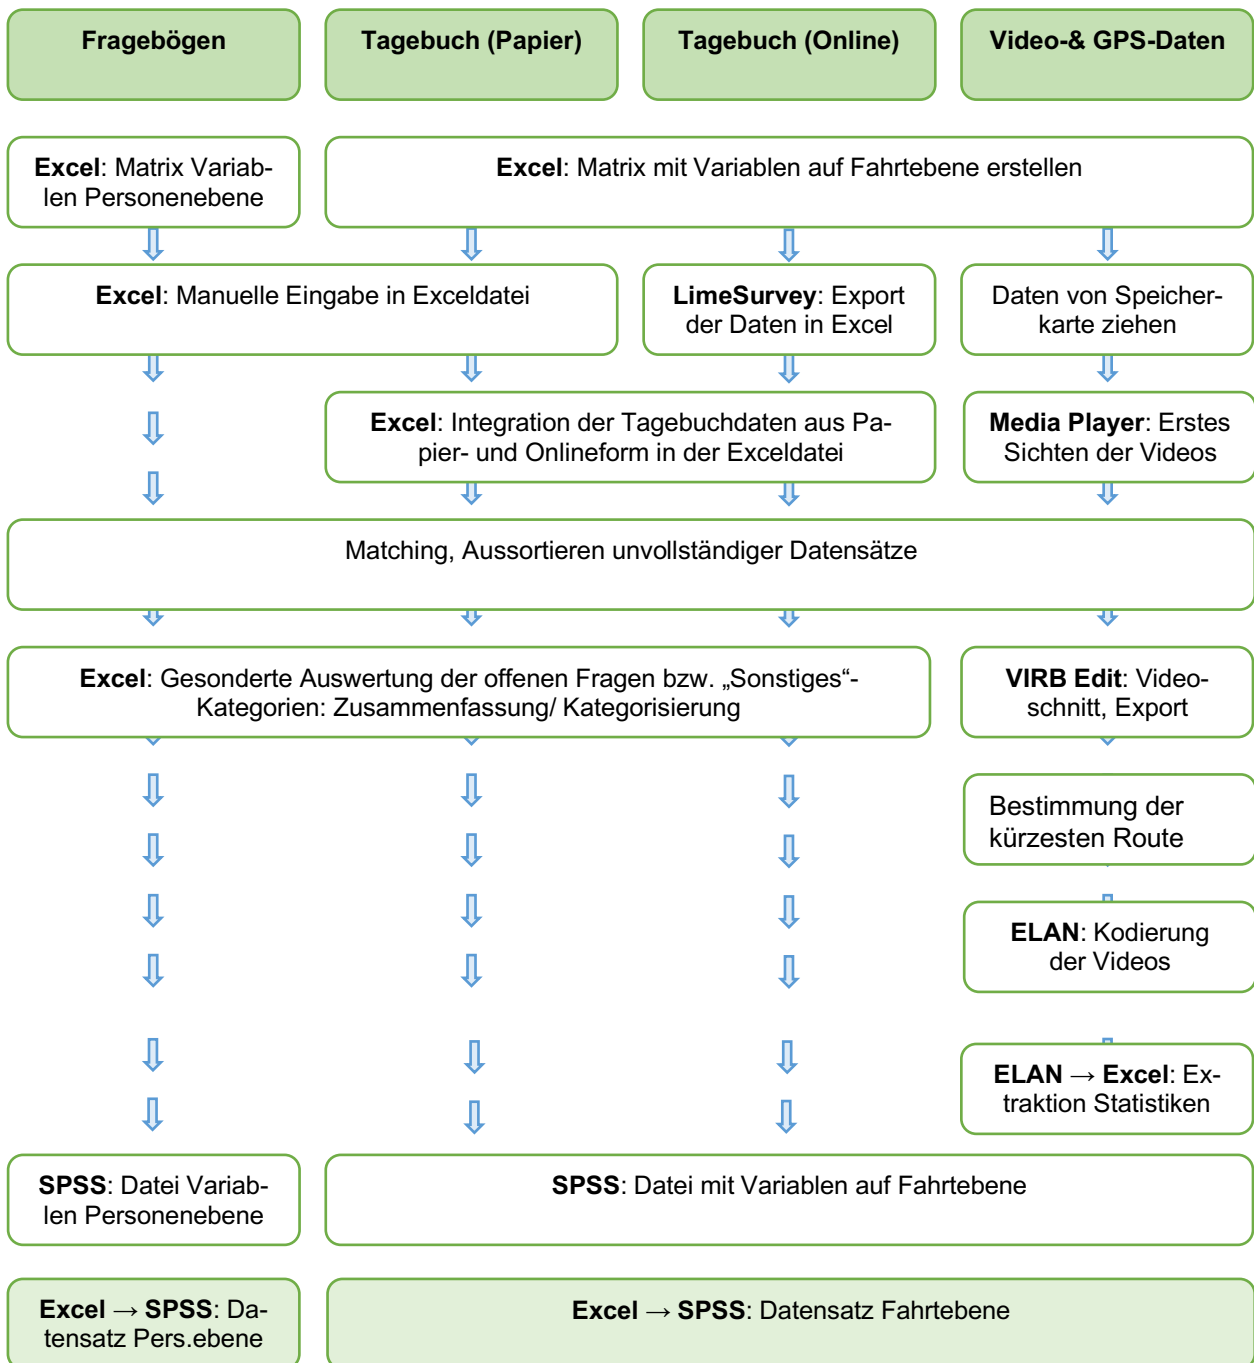 Fragebögen
Tagebuch (Papier)
Tagebuch (Online)
Video-& GPS-Daten
Excel: Matrix Variab-
len Personenebene
Excel: Matrix mit Variablen auf Fahrtebene erstellen
Excel: Manuelle Eingabe in Exceldatei
LimeSurvey: Export
der Daten in Excel
Daten von Speicher-
karte ziehen
Excel: Integration der Tagebuchdaten aus Pa-
pier- und Onlineform in der Exceldatei
Media Player: Erstes
Sichten der Videos
Matching, Aussortieren unvollständiger Datensätze
Excel: Gesonderte Auswertung der offenen Fragen bzw. „Sonstiges“-
Kategorien: Zusammenfassung/ Kategorisierung
VIRB Edit: Video-
schnitt, Export
Bestimmung der
kürzesten Route
ELAN: Kodierung
der Videos
ELAN → Excel: Ex-
traktion Statistiken
SPSS: Datei Variab-
len Personenebene
SPSS: Datei mit Variablen auf Fahrtebene
Excel → SPSS: Da-
tensatz Pers.ebene
Excel → SPSS: Datensatz Fahrtebene